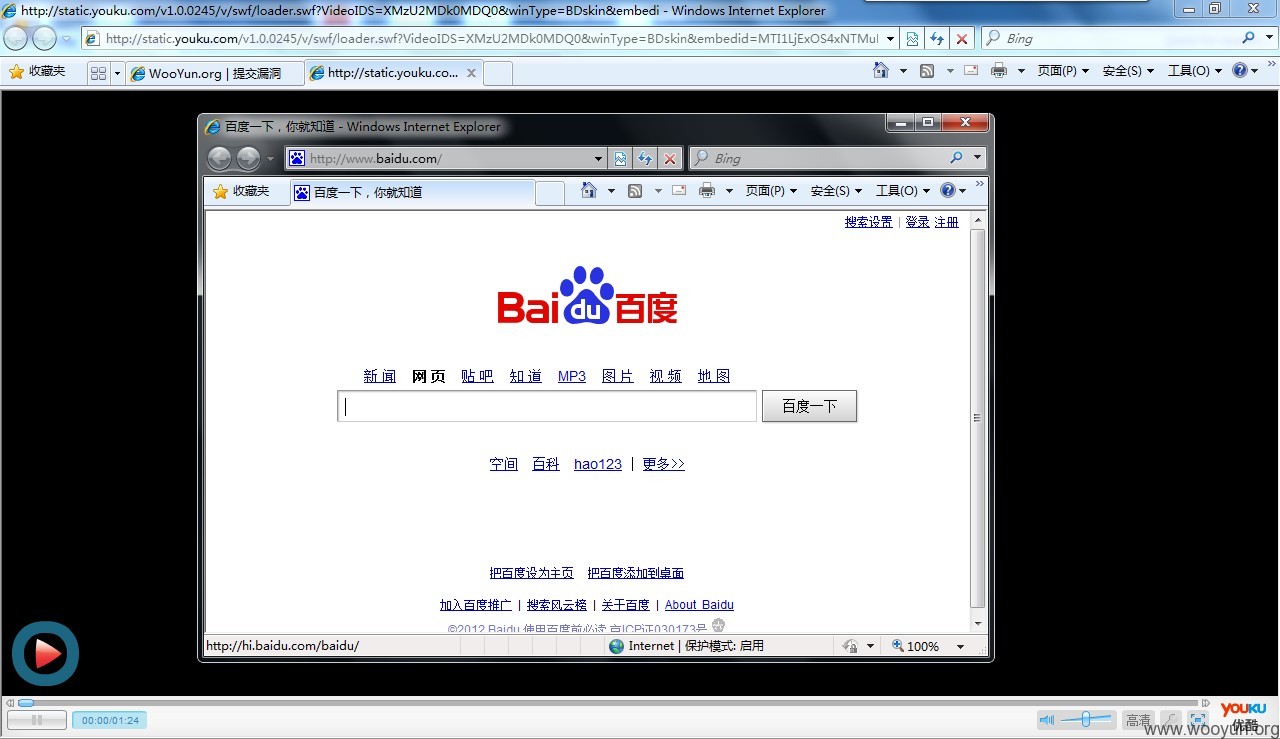 http://static.youku.com/v1.0.0245/v/swf/loader.swf?VideoIDS=XMzU2MDk0MDQ0&winType=BDskin&embedi - Windows Internet Explorer
http://static.youku.com/v1.0.0245/v/swf/loader.swf?VideoIDS=XMzU2MDk0MDQ0&winType=BDskin&embedid=MTI1LjExOS4xNTMu Bing
收藏夹 WooYun.org | 提交漏洞 http://static.youku.co... 页面(P) 安全(S) 工具(O)
百度一下，你就知道 - Windows Internet Explorer
http://www.baidu.com/ Bing
收藏夹 百度一下，你就知道 页面(P) 安全(S) 工具(O)
搜索设置 | 登录 注册
Bai du 百度
新 闻 网 页 贴 吧 知 道 MP3 图 片 视 频 地 图
百度一下
空间 百科 hao123 | 更多>>
把百度设为主页 把百度添加到桌面
加入百度推广 | 搜索风云榜 | 关于百度 | About Baidu
©2012 Baidu 使用百度前必读 京ICP证030173号
http://hi.baidu.com/baidu/ Internet | 保护模式: 启用 100%
00:00/01:24 高清 YOUKU 优酷
www.wooyun.org